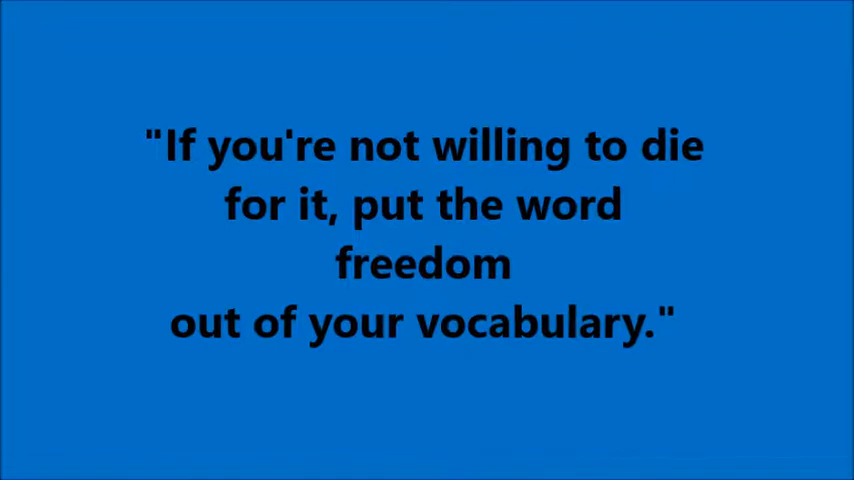 "If you're not willing to die
for it, put the word
freedom
out of your vocabulary."